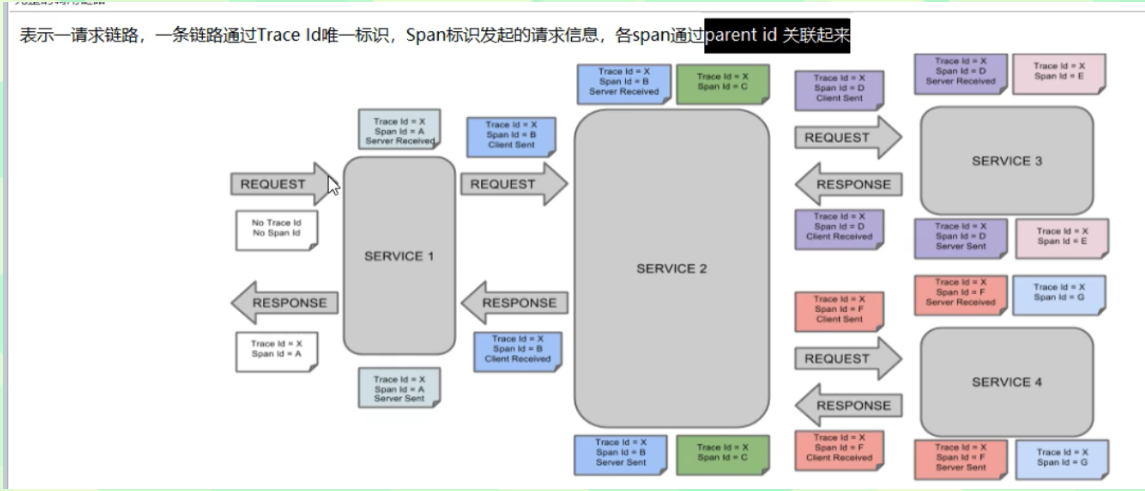 表示一请求链路，一条链路通过Trace Id唯一标识，Span标识发起的请求信息，各span通过parent id 关联起来
Trace Id = X
Span Id = A
Server Received
REQUEST
No Trace Id
No Span Id
SERVICE 1
RESPONSE
Trace Id = X
Span Id = A
Trace Id = X
Span Id = A
Server Sent
Trace Id = X
Span Id = B
Client Sent
REQUEST
RESPONSE
Trace Id = X
Span Id = B
Client Received
Trace Id = X
Span Id = B
Server Received
Trace Id = X
Span Id = C
SERVICE 2
Trace Id = X
Span Id = B
Server Sent
Trace Id = X
Span Id = C
Trace Id = X
Span Id = D
Client Sent
REQUEST
RESPONSE
Trace Id = X
Span Id = D
Client Received
Trace Id = X
Span Id = D
Server Received
Trace Id = X
Span Id = E
SERVICE 3
Trace Id = X
Span Id = D
Server Sent
Trace Id = X
Span Id = E
Trace Id = X
Span Id = F
Client Sent
REQUEST
RESPONSE
Trace Id = X
Span Id = F
Client Received
Trace Id = X
Span Id = F
Server Received
Trace Id = X
Span Id = G
SERVICE 4
Trace Id = X
Span Id = F
Server Sent
Trace Id = X
Span Id = G